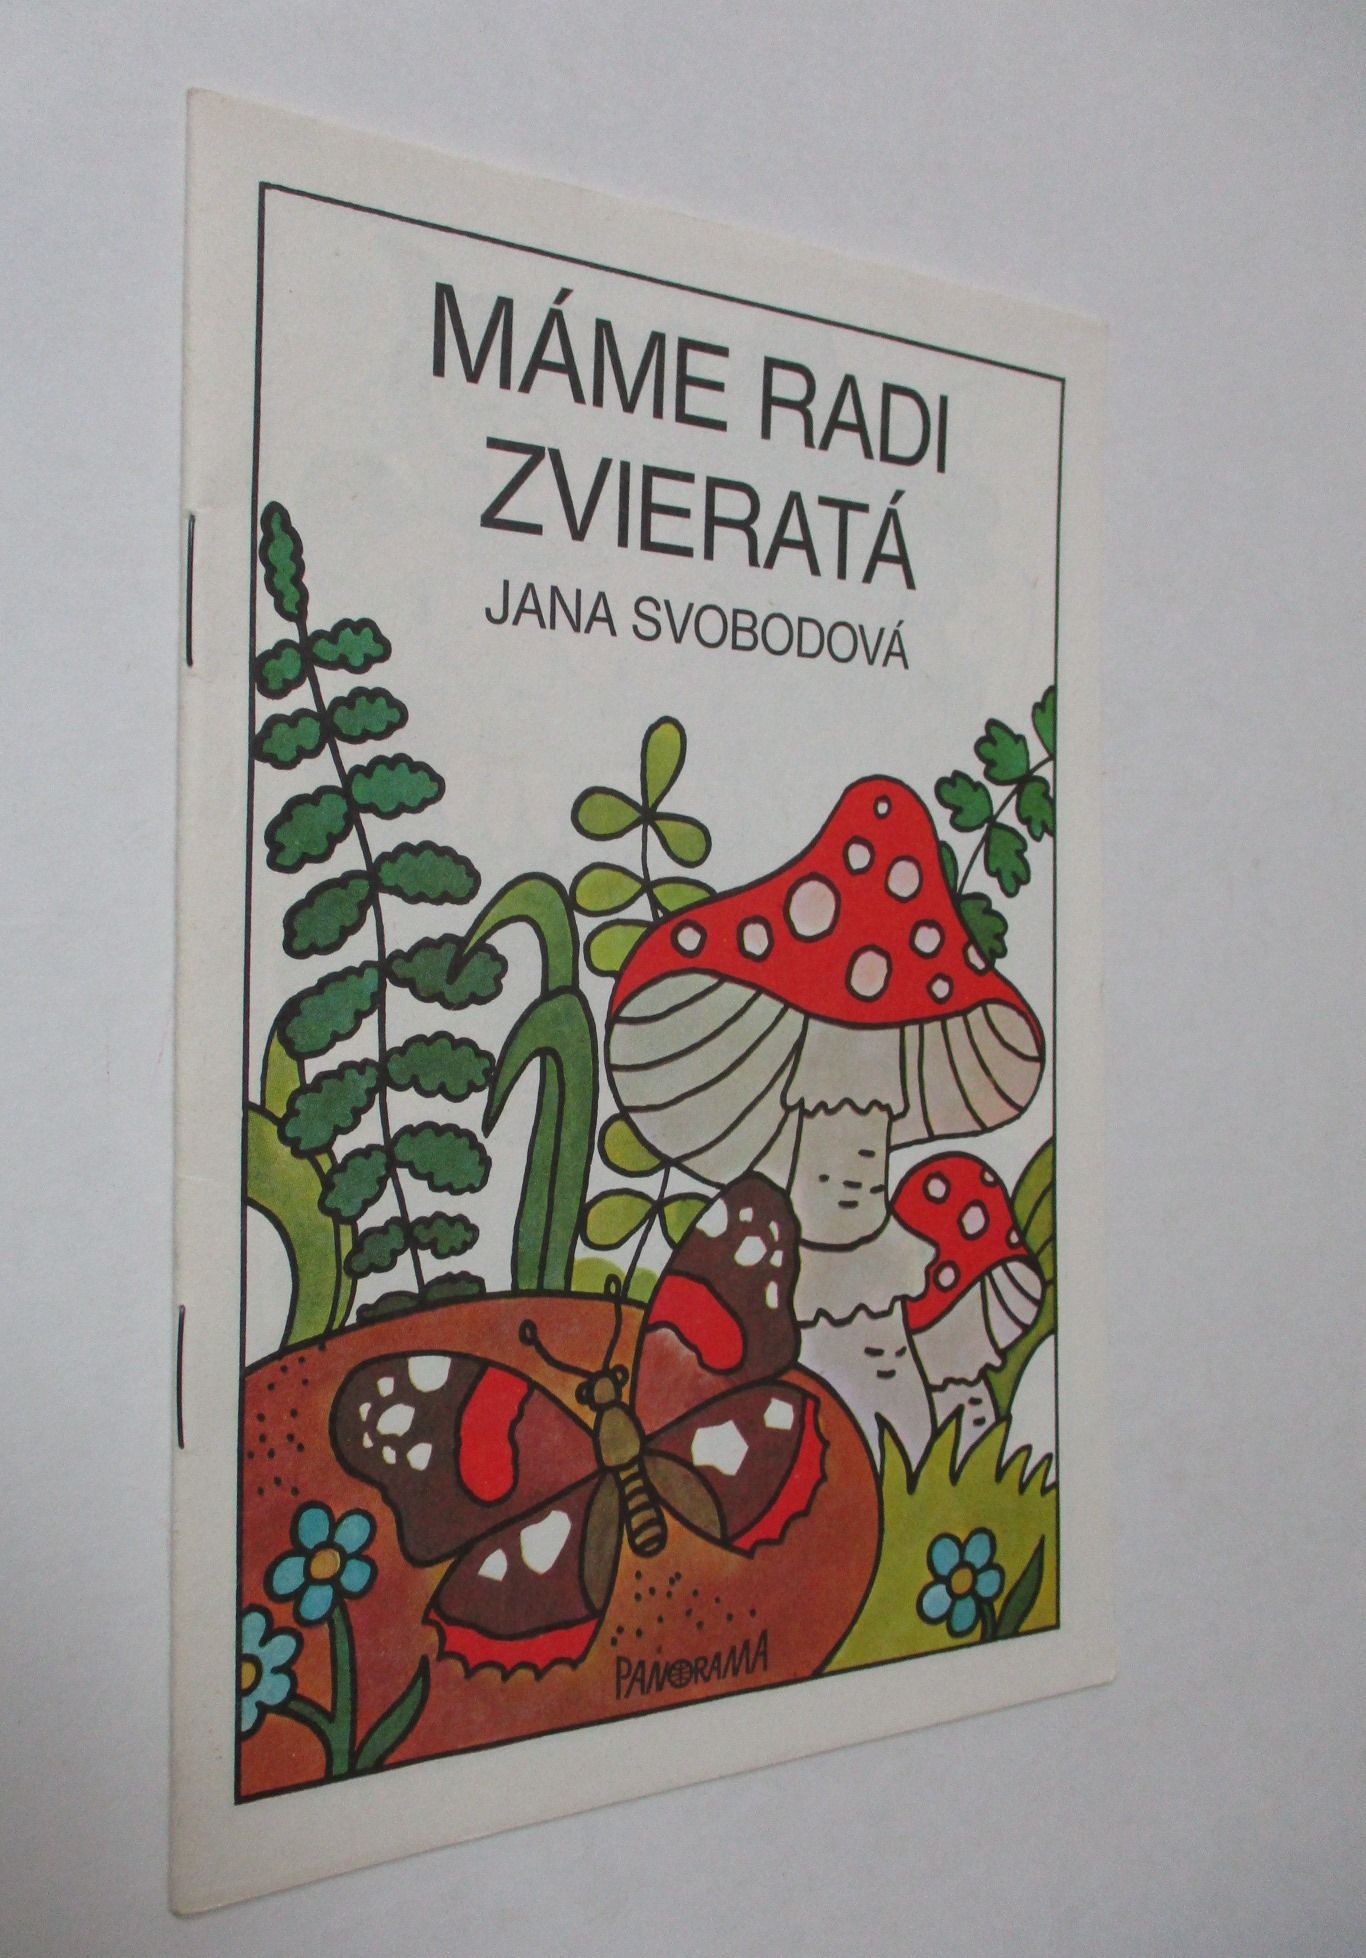 MÁME RADI
ZVIERATÁ
JANA SVOBODOVÁ
PANORAMA